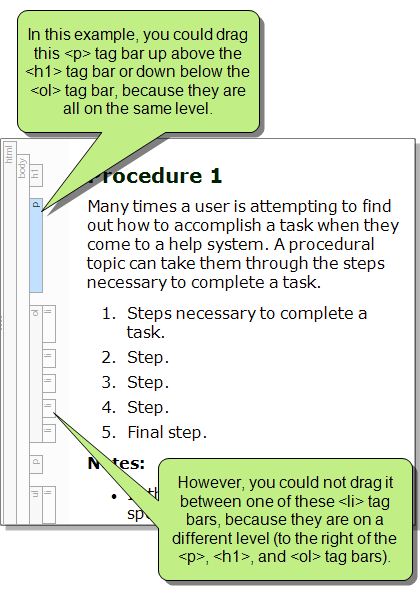 In this example, you could drag
this <p> tag bar up above the
<h1> tag bar or down below the
<ol> tag bar, because they are
all on the same level.
html
body
h1
Procedure 1
p
Many times a user is attempting to find
out how to accomplish a task when they
come to a help system. A procedural
topic can take them through the steps
necessary to complete a task.
ol
li
1. Steps necessary to complete a
task.
li
2. Step.
li
3. Step.
li
4. Step.
li
5. Final step.
p
Notes:
ul
li
•
However, you could not drag it
between one of these <li> tag
bars, because they are on a
different level (to the right of the
<p>, <h1>, and <ol> tag bars).